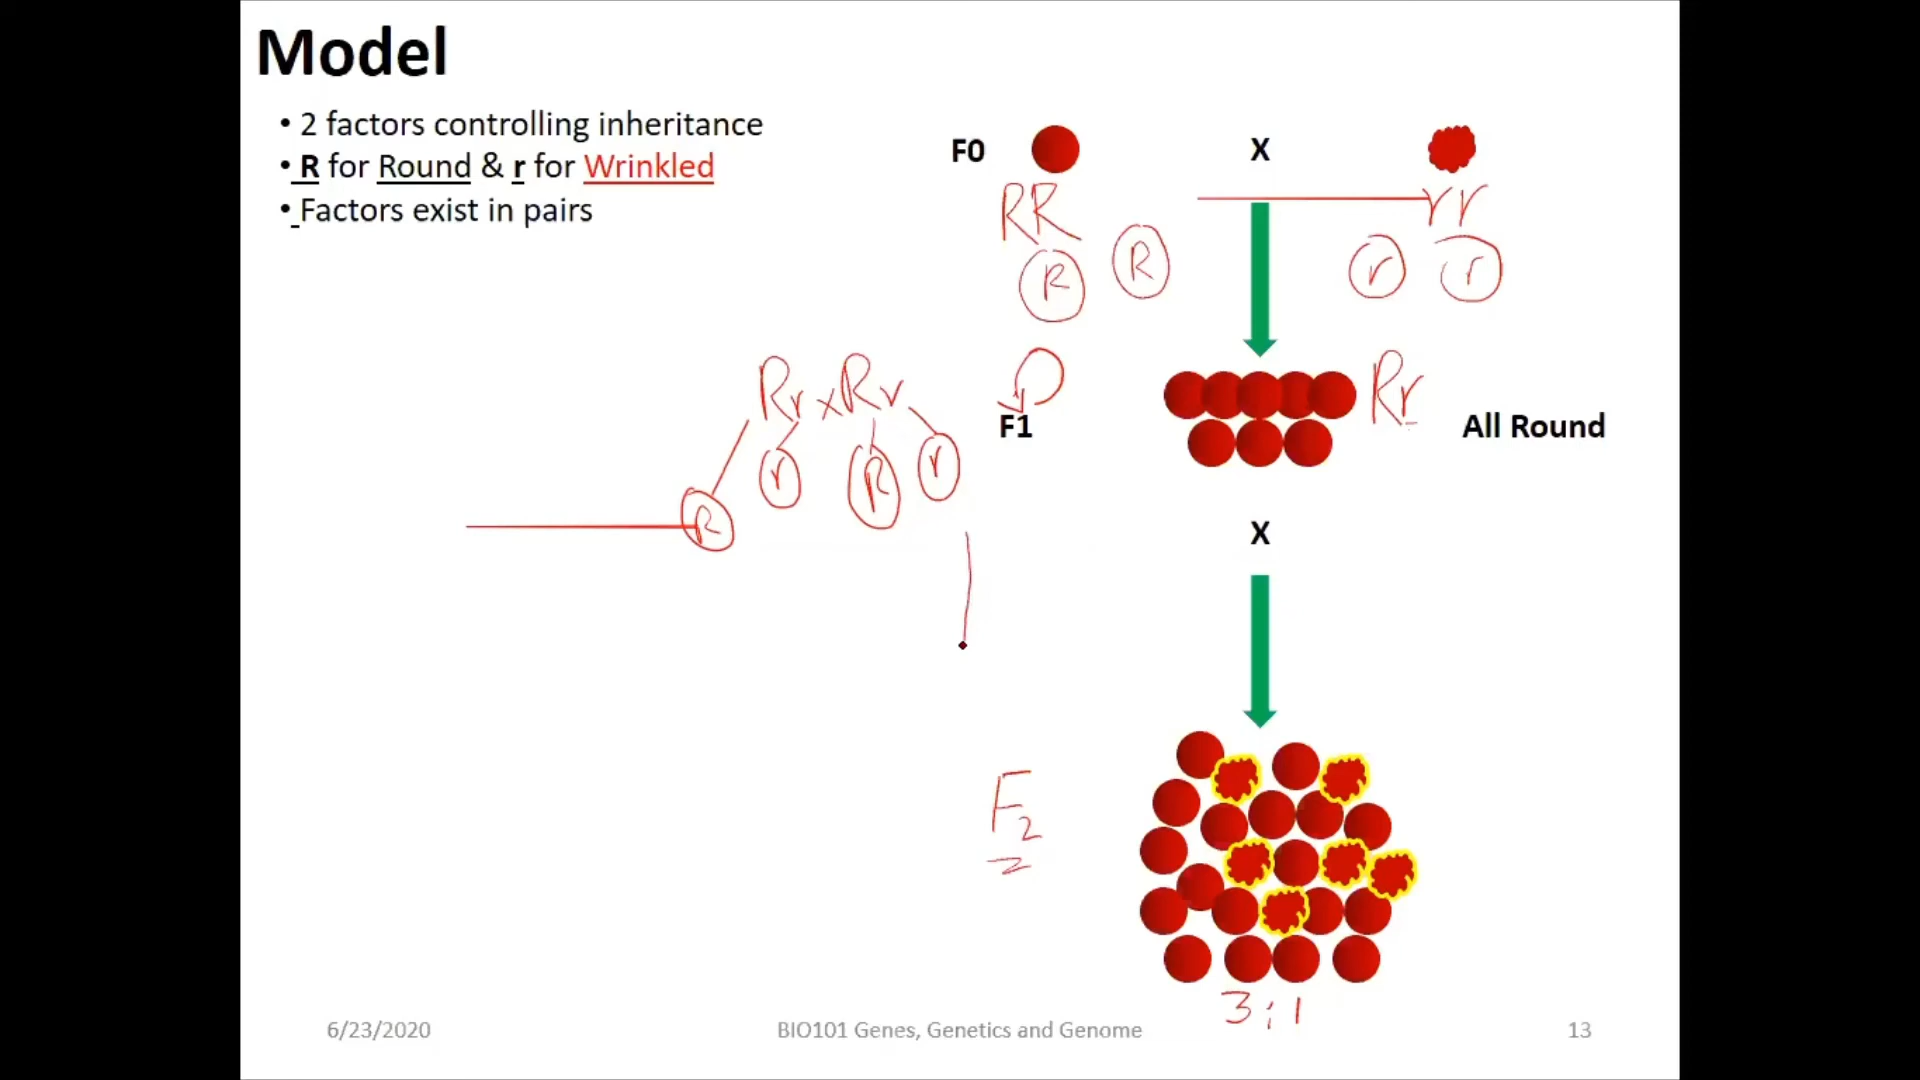 Model
• 2 factors controlling inheritance
• R for Round & r for Wrinkled
• Factors exist in pairs
F0 X
RR rr
R R r r
Rr x Rr
R r R r
F1 Rr All Round
X
F2
3:1
6/23/2020 BIO101 Genes, Genetics and Genome 13